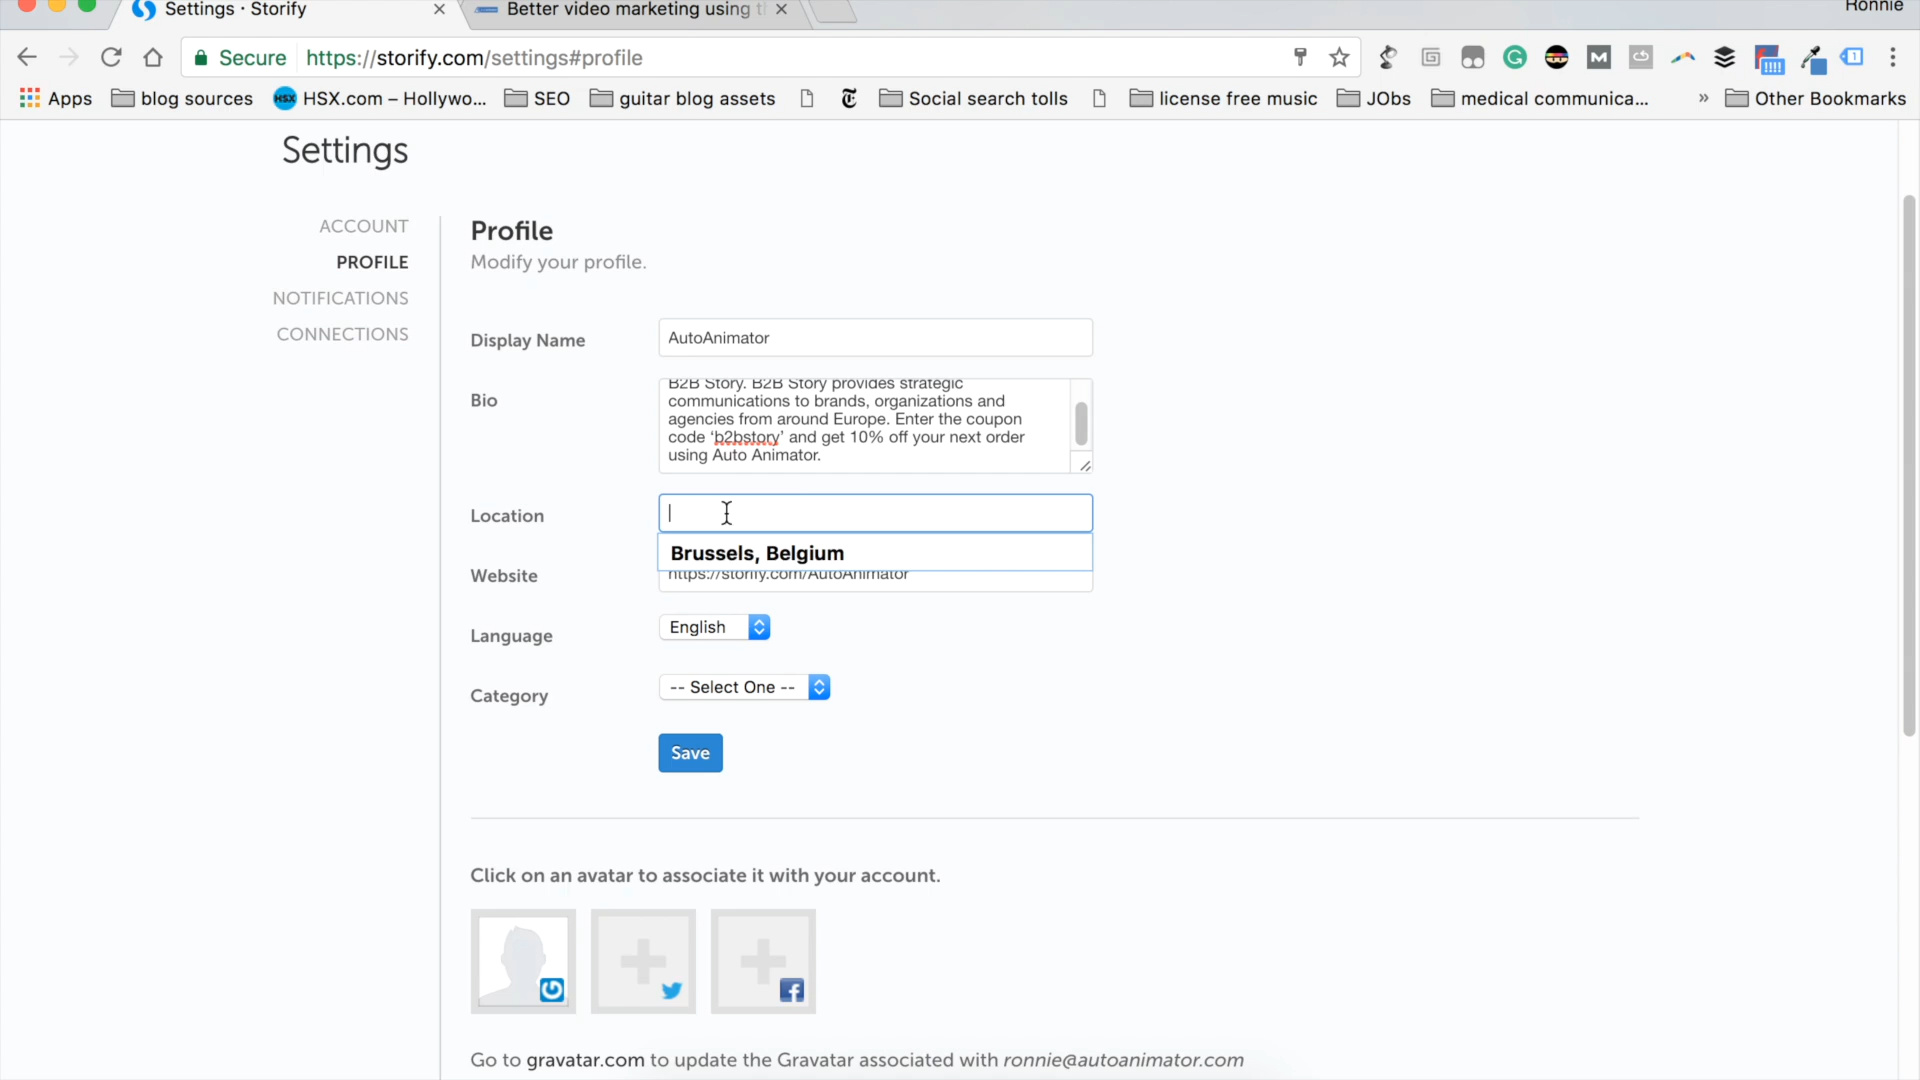 Settings · Storify
Better video marketing using t
Ronnie
Secure https://storify.com/settings#profile
Apps blog sources HSX.com – Hollywo... SEO guitar blog assets Social search tolls license free music JObs medical communica... » Other Bookmarks
Settings
ACCOUNT
PROFILE
NOTIFICATIONS
CONNECTIONS
Profile
Modify your profile.
Display Name AutoAnimator
Bio
B2B Story. B2B Story provides strategic
communications to brands, organizations and
agencies from around Europe. Enter the coupon
code ‘b2bstory’ and get 10% off your next order
using Auto Animator.
Location
Brussels, Belgium
Website https://storify.com/AutoAnimator
Language English
Category -- Select One --
Save
Click on an avatar to associate it with your account.
Go to gravatar.com to update the Gravatar associated with ronnie@autoanimator.com